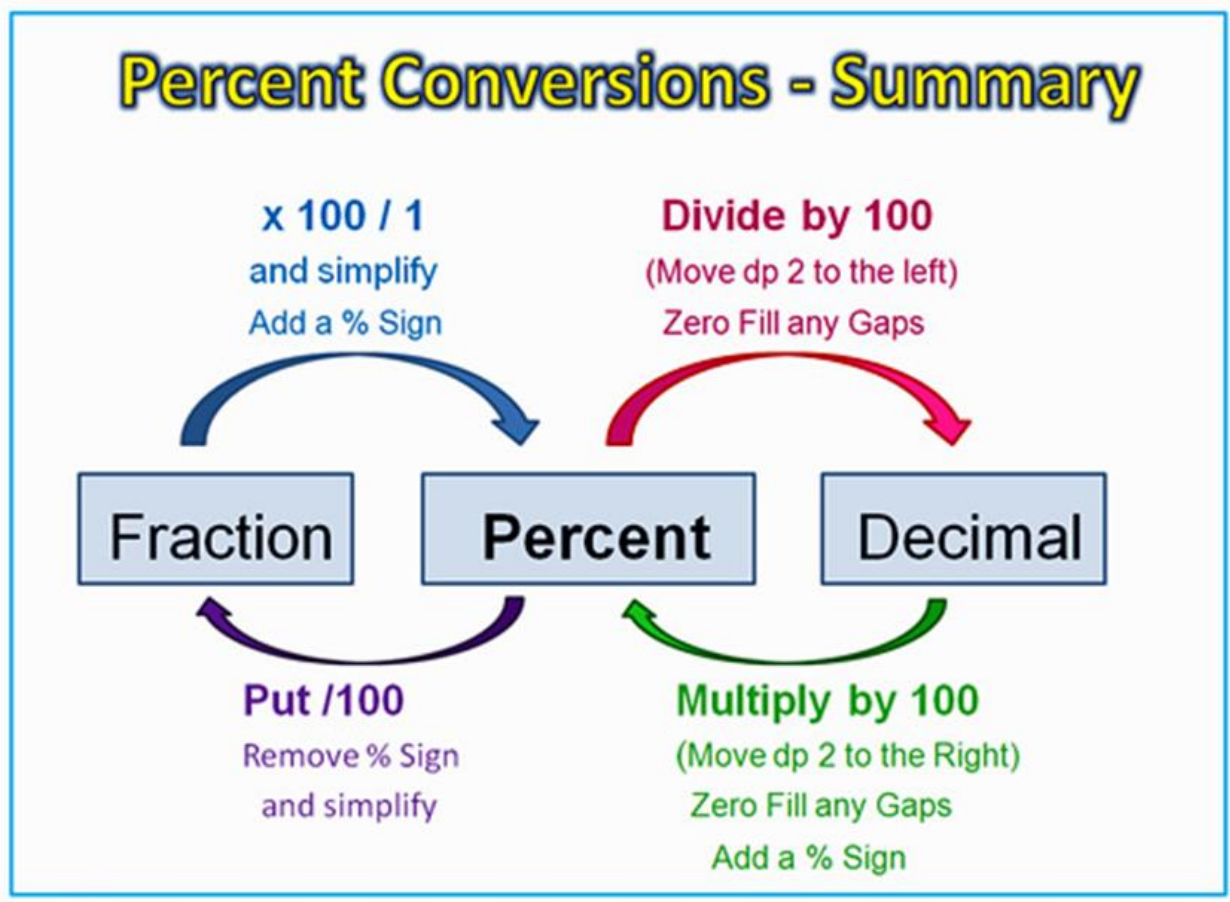 Percent Conversions - Summary
x 100 / 1
and simplify
Add a % Sign
Divide by 100
(Move dp 2 to the left)
Zero Fill any Gaps
Fraction
Percent
Decimal
Put /100
Remove % Sign
and simplify
Multiply by 100
(Move dp 2 to the Right)
Zero Fill any Gaps
Add a % Sign